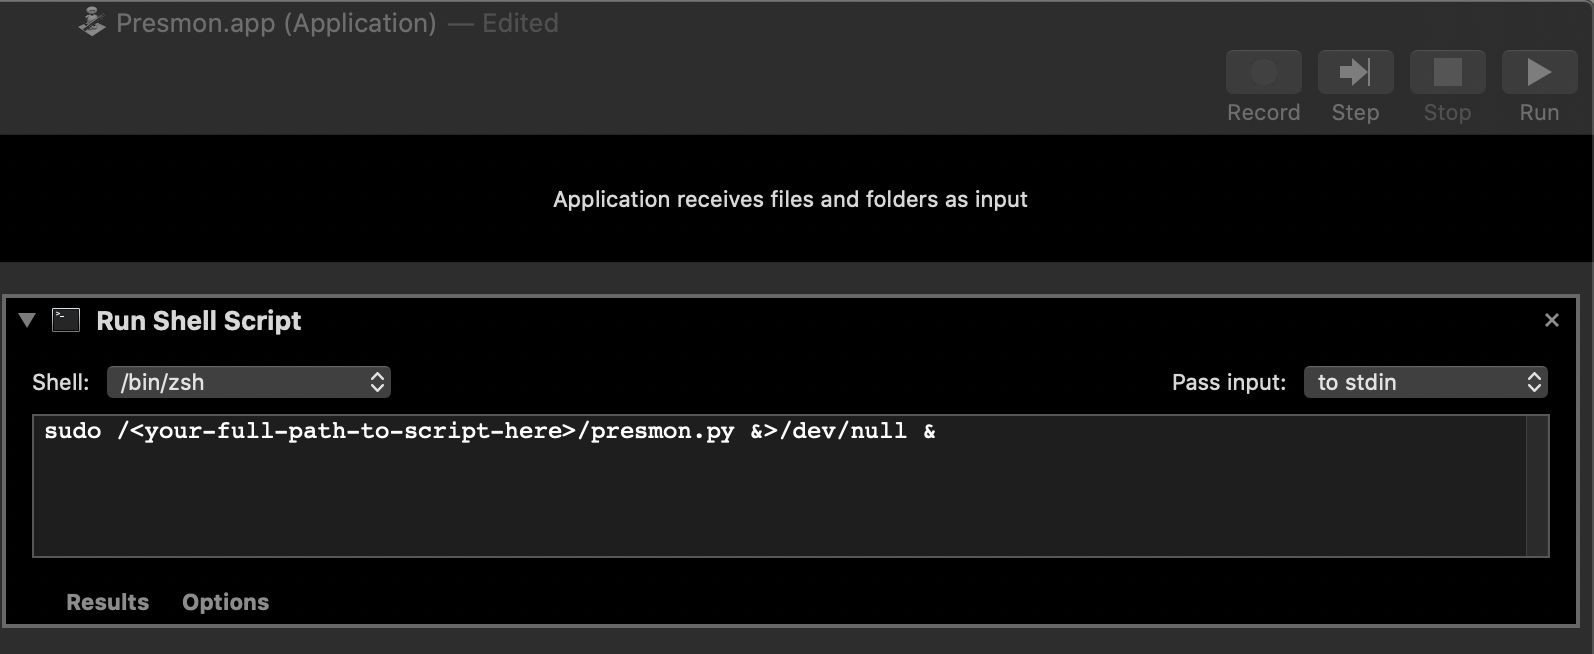 Presmon.app (Application) — Edited
Record Step Stop Run
Application receives files and folders as input
Run Shell Script
Shell: /bin/zsh Pass input: to stdin
sudo /<your-full-path-to-script-here>/presmon.py &>/dev/null &
Results Options